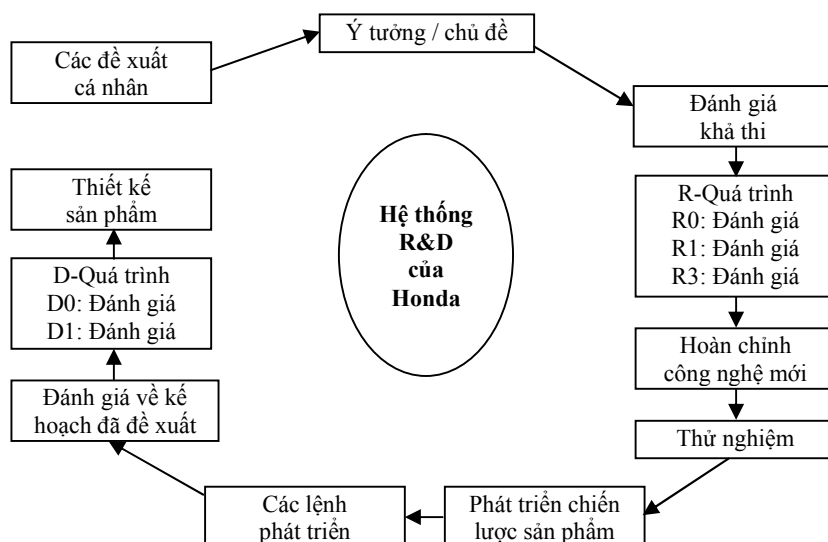 Ý tưởng / chủ đề
Các đề xuất
cá nhân
Đánh giá
khả thi
R-Quá trình
R0: Đánh giá
R1: Đánh giá
R3: Đánh giá
Hoàn chỉnh
công nghệ mới
Thử nghiệm
Phát triển chiến
lược sản phẩm
Các lệnh
phát triển
Đánh giá về kế
hoạch đã đề xuất
D-Quá trình
D0: Đánh giá
D1: Đánh giá
Thiết kế
sản phẩm
Hệ thống
R&D
của
Honda